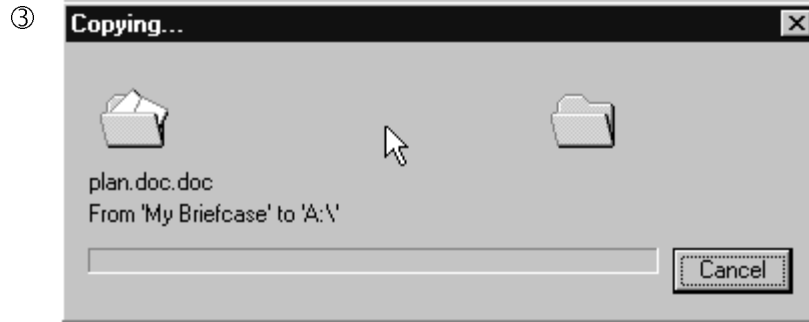 ③
Copying...
plan.doc.doc
From 'My Briefcase' to 'A:\'
Cancel